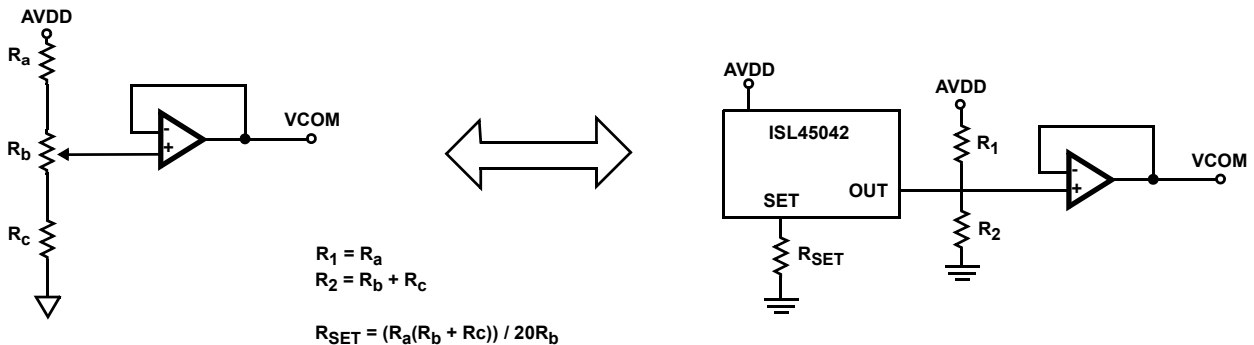 AVDD
Ra
Rb
Rc
-
+
VCOM
R1 = Ra
R2 = Rb + Rc
RSET = (Ra(Rb + Rc)) / 20Rb
AVDD
ISL45042
SET
OUT
RSET
AVDD
R1
R2
-
+
VCOM